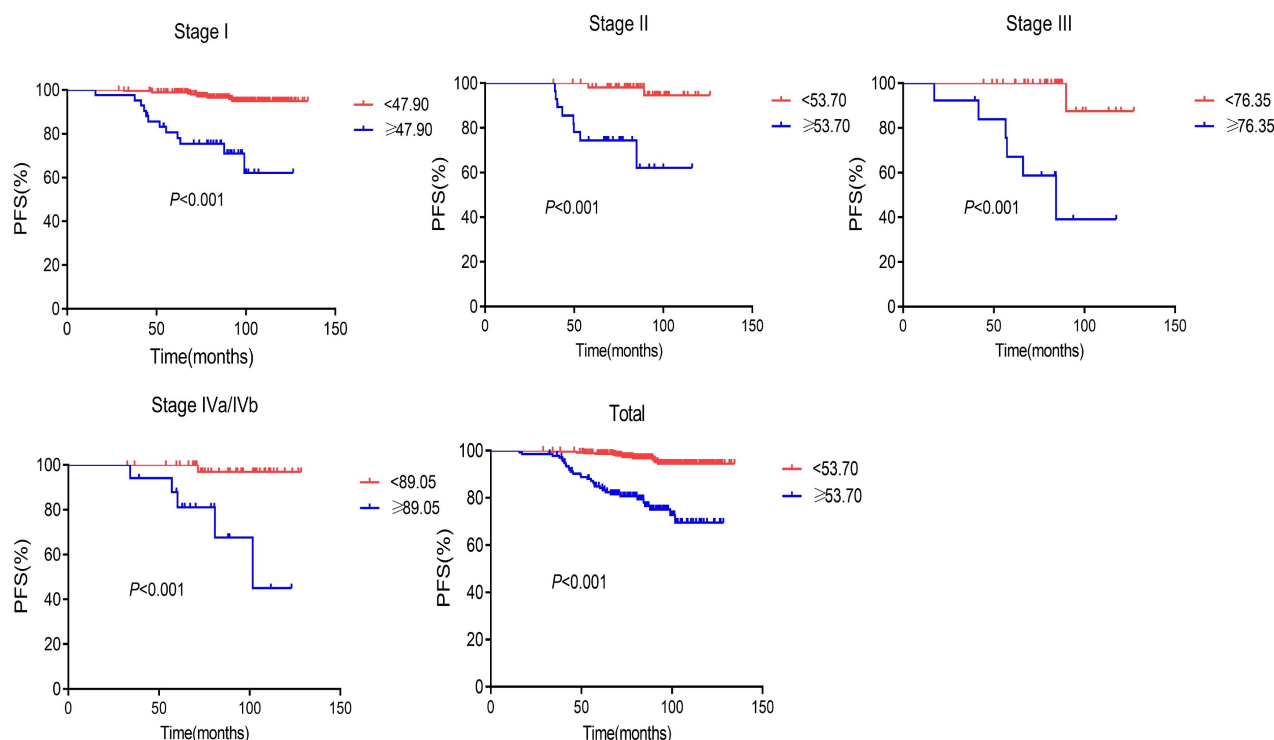 Stage I
100
80
60
40
20
0
PFS(%)
P<0.001
0 50 100 150
Time(months)
<47.90
⩾47.90
Stage II
100
80
60
40
20
0
PFS(%)
P<0.001
0 50 100 150
Time(months)
<53.70
⩾53.70
Stage III
100
80
60
40
20
0
PFS(%)
P<0.001
0 50 100 150
Time(months)
<76.35
⩾76.35
Stage IVa/IVb
100
80
60
40
20
0
PFS(%)
P<0.001
0 50 100 150
Time(months)
<89.05
⩾89.05
Total
100
80
60
40
20
0
PFS(%)
P<0.001
0 50 100 150
Time(months)
<53.70
⩾53.70